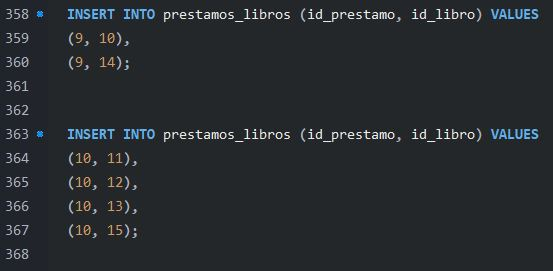 358 INSERT INTO prestamos_libros (id_prestamo, id_libro) VALUES
359 (9, 10),
360 (9, 14);
361
362
363 INSERT INTO prestamos_libros (id_prestamo, id_libro) VALUES
364 (10, 11),
365 (10, 12),
366 (10, 13),
367 (10, 15);
368